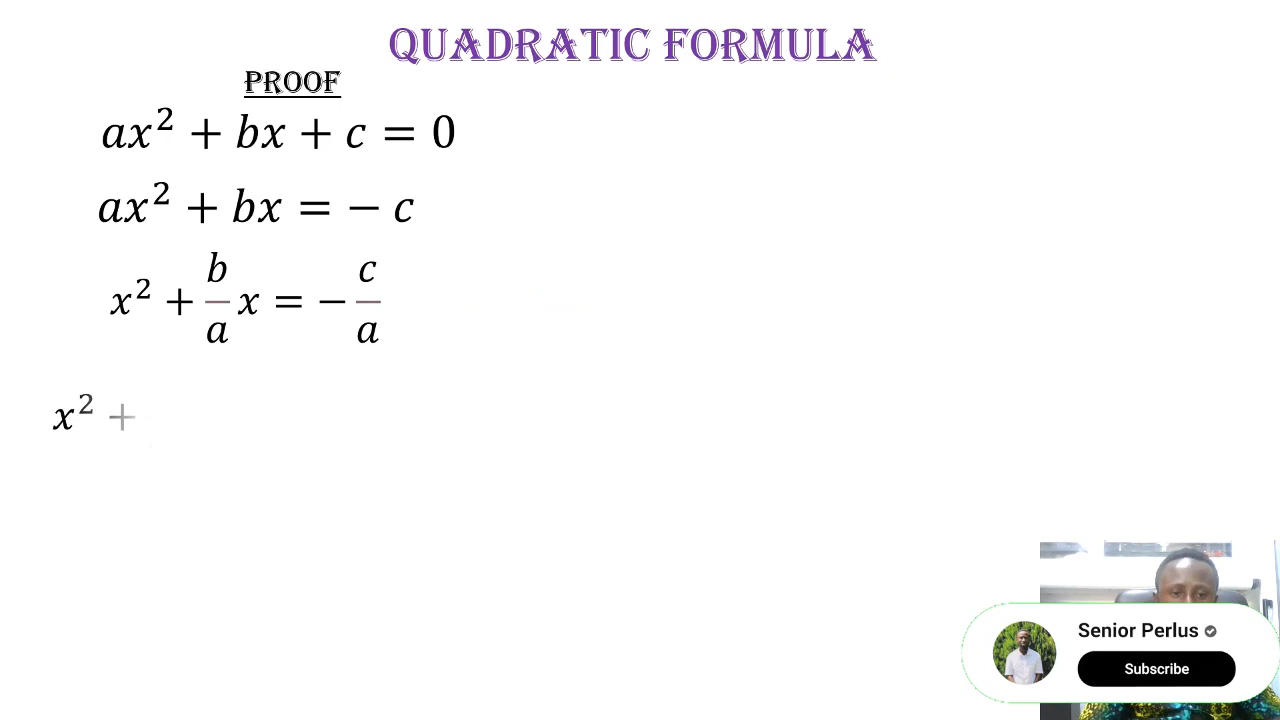 QUADRATIC FORMULA
PROOF
ax² + bx + c = 0
ax² + bx = − c
x² + b/a x = − c/a
x² +
Senior Perlus
Subscribe